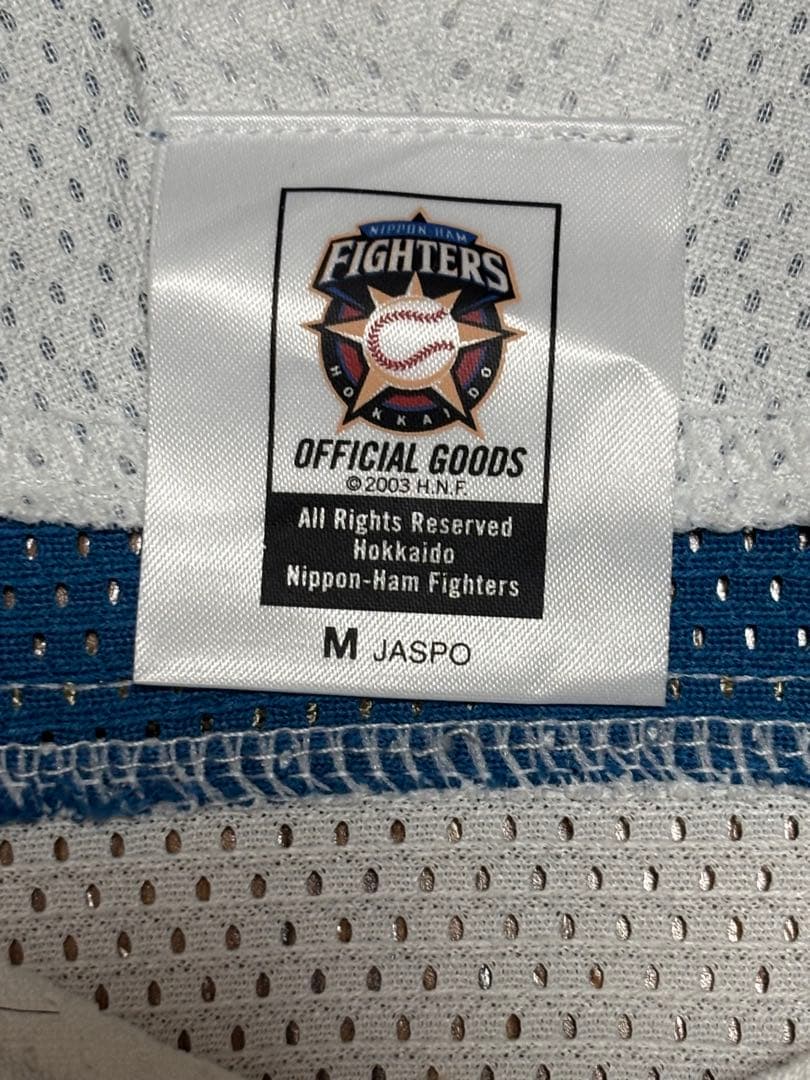 NIPPON-HAM
FIGHTERS
HOKKAIDO
OFFICIAL GOODS
© 2003 H.N.F.
All Rights Reserved
Hokkaido
Nippon-Ham Fighters
M JASPO